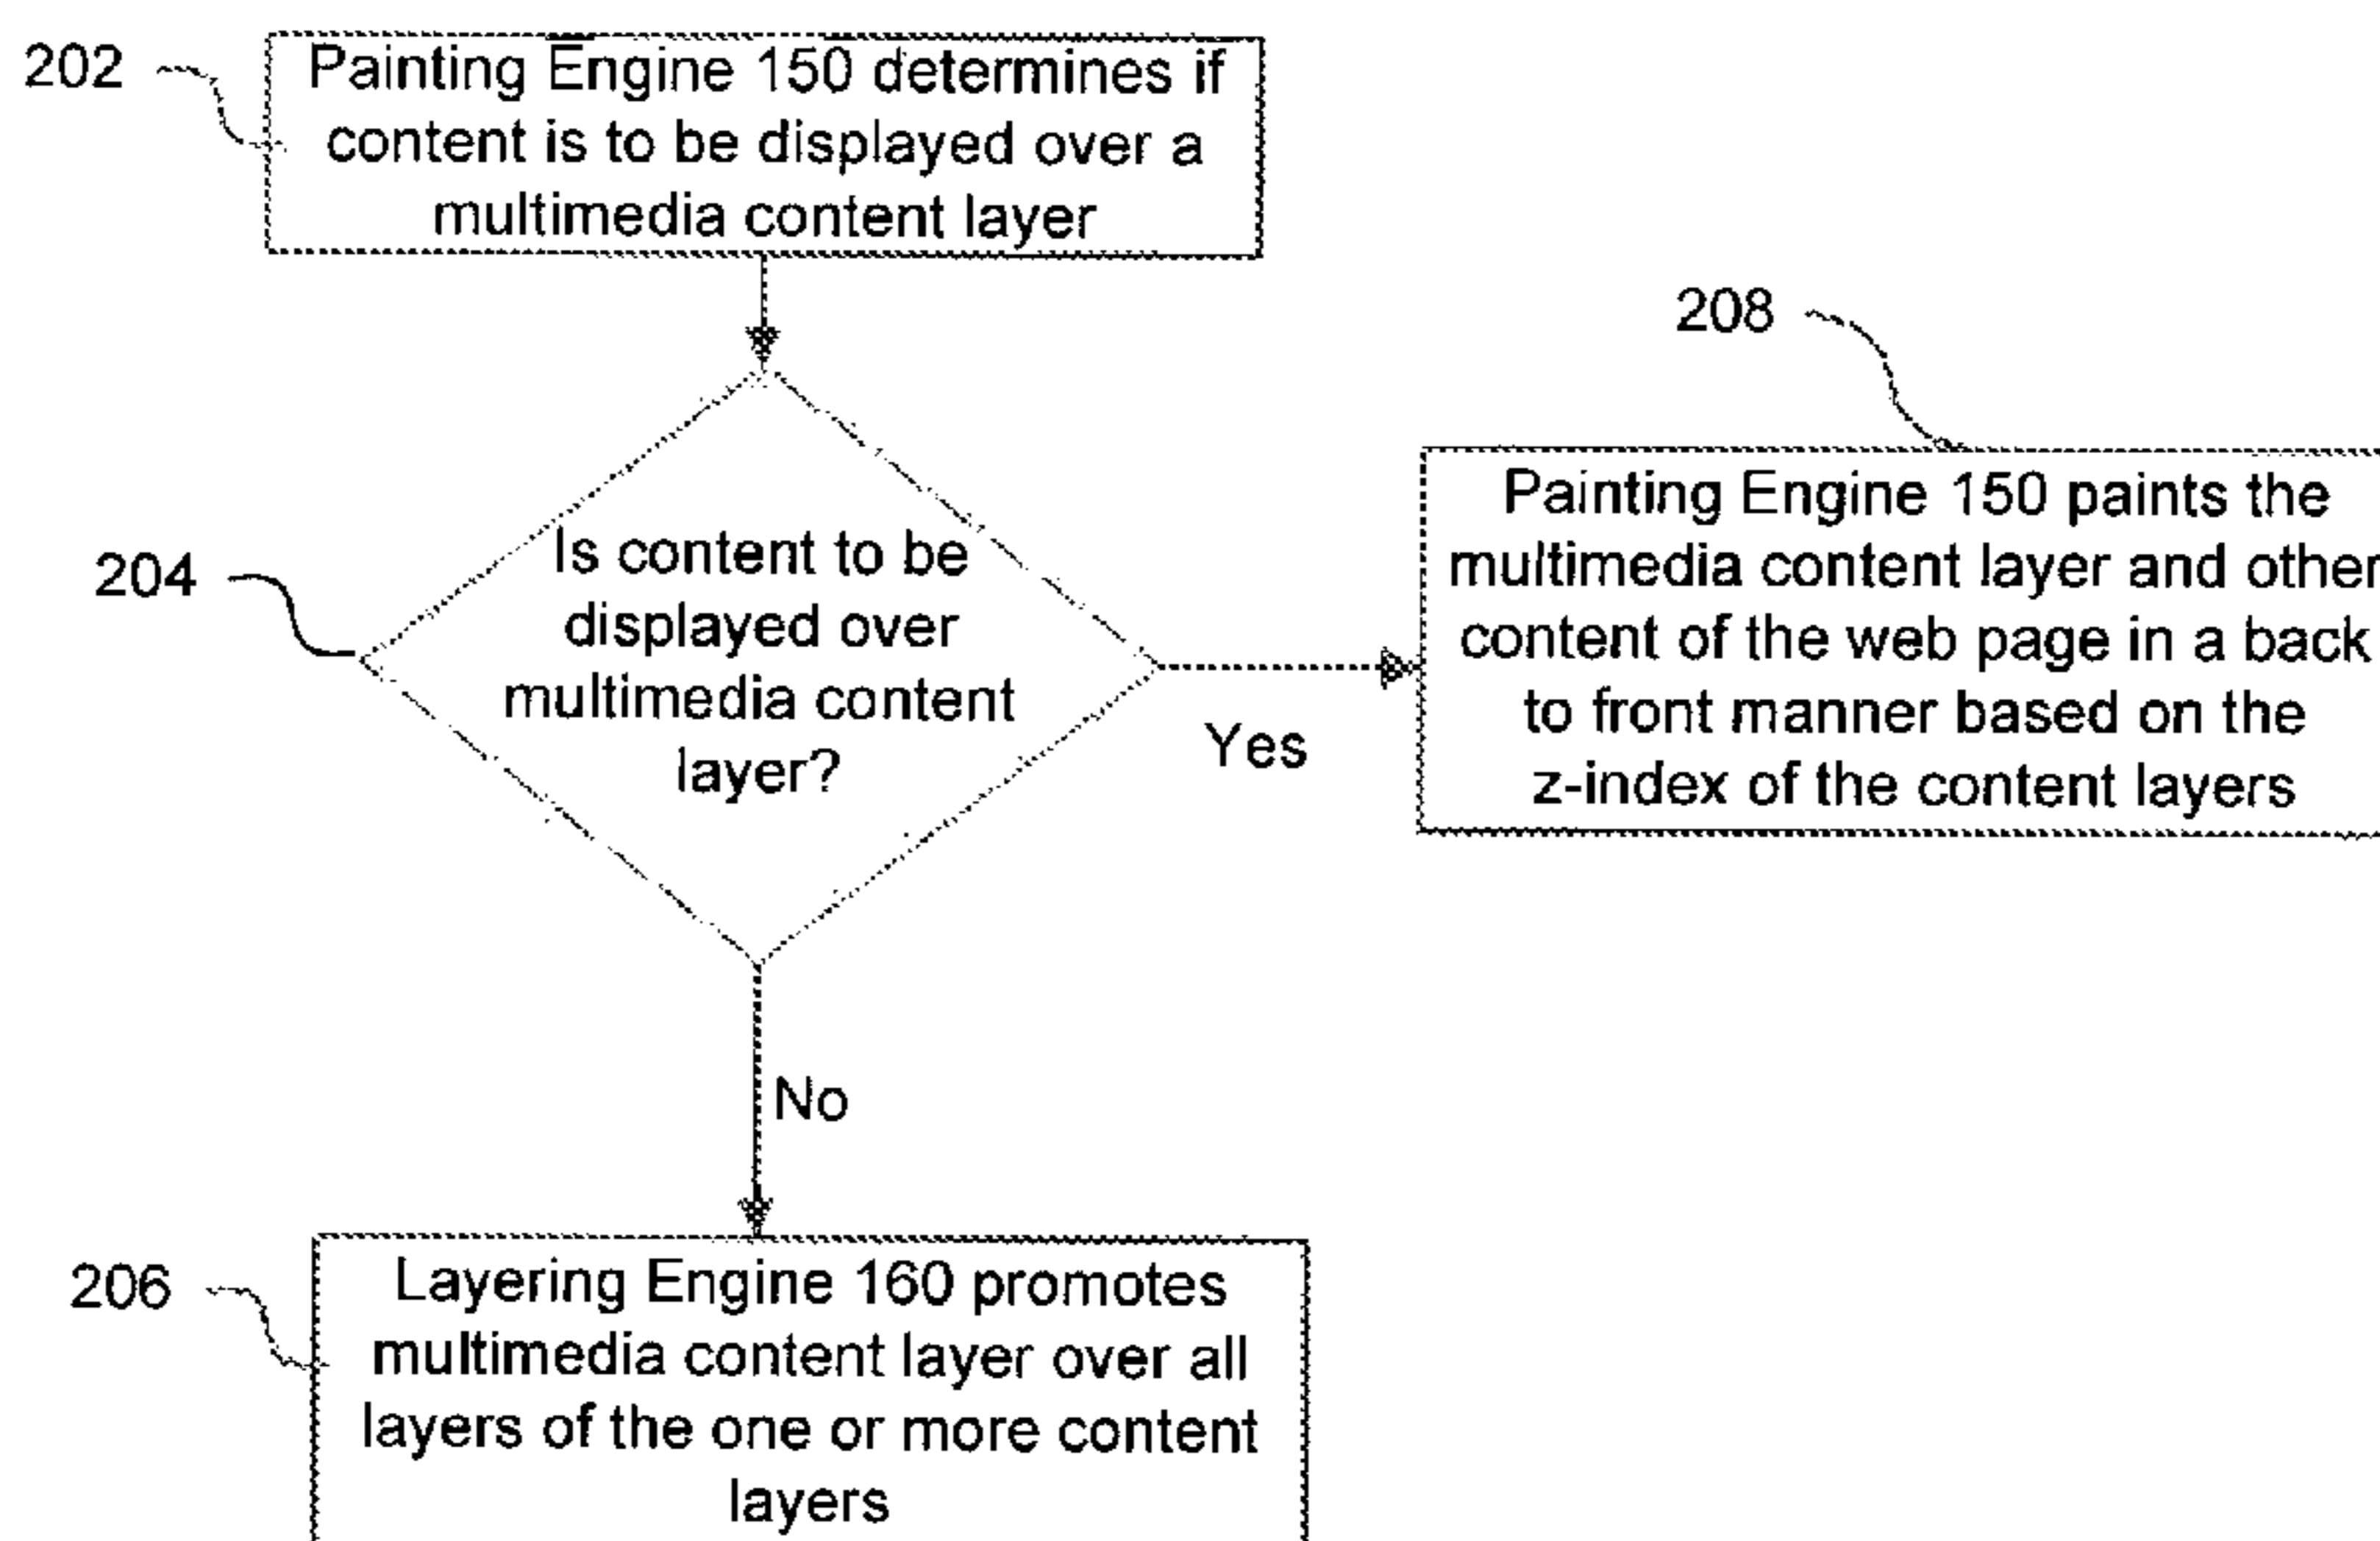 202
Painting Engine 150 determines if
content is to be displayed over a
multimedia content layer
204
Is content to be
displayed over
multimedia content
layer?
Yes
208
Painting Engine 150 paints the
multimedia content layer and other
content of the web page in a back
to front manner based on the
z-index of the content layers
No
206
Layering Engine 160 promotes
multimedia content layer over all
layers of the one or more content
layers